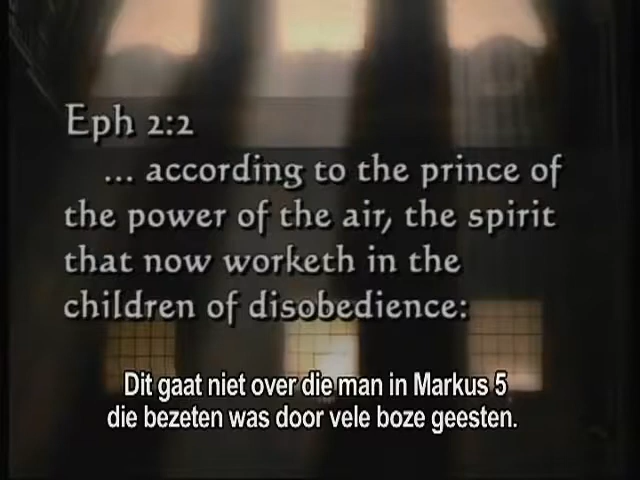 Eph 2:2
... according to the prince of
the power of the air, the spirit
that now worketh in the
children of disobedience:
Dit gaat niet over die man in Markus 5
die bezeten was door vele boze geesten.